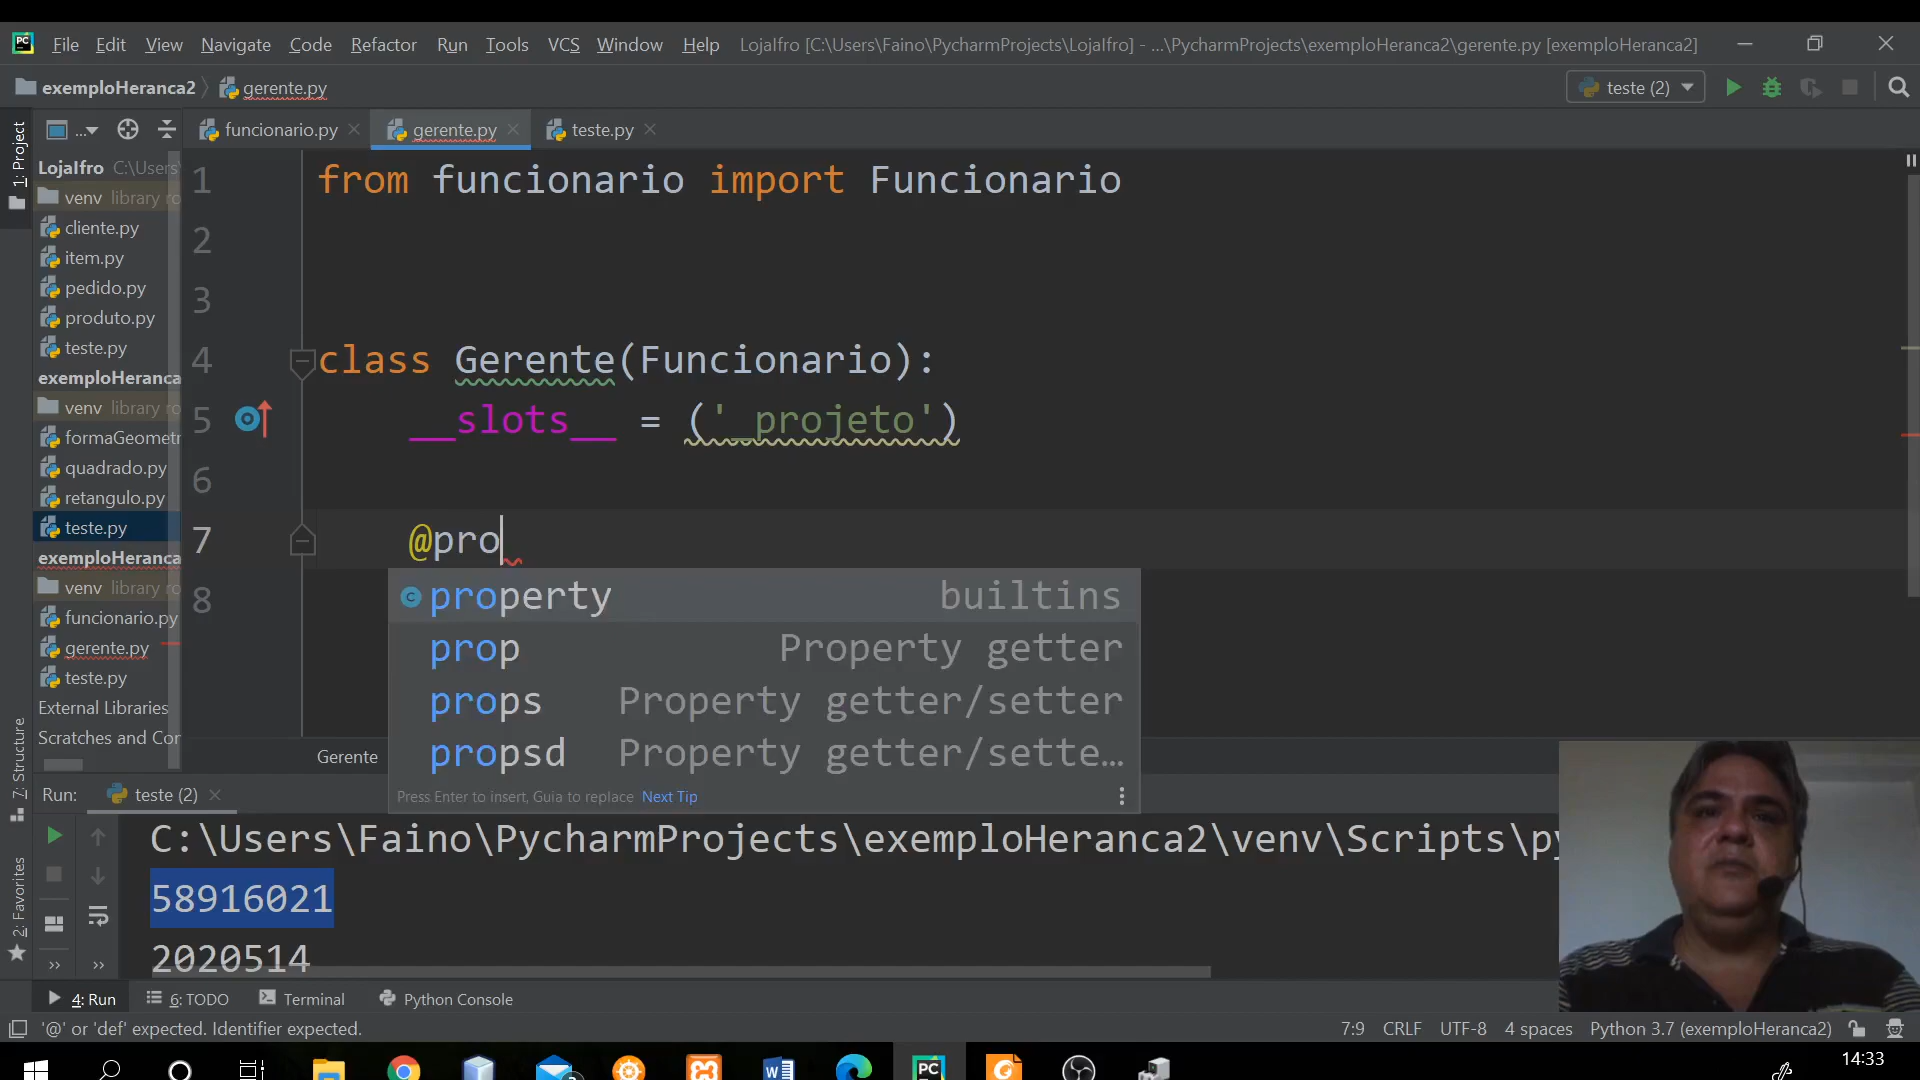 PC File Edit View Navigate Code Refactor Run Tools VCS Window Help LojaIfro [C:\Users\Faino\PycharmProjects\LojaIfro] - ...\PycharmProjects\exemploHeranca2\gerente.py [exemploHeranca2]
exemploHeranca2 gerente.py teste (2)
... funcionario.py gerente.py teste.py
1: Project
LojaIfro C:\Users
venv library ro
cliente.py
item.py
pedido.py
produto.py
teste.py
exemploHeranca
venv library ro
formaGeometr
quadrado.py
retangulo.py
teste.py
exemploHeranca
venv library ro
funcionario.py
gerente.py
teste.py
External Libraries
Scratches and Cor
7: Structure
2: Favorites
1 from funcionario import Funcionario
2
3
4 class Gerente(Funcionario):
5 __slots__ = ('_projeto')
6
7 @pro
8
property builtins
prop Property getter
props Property getter/setter
propsd Property getter/sette...
Press Enter to insert, Guia to replace Next Tip
Gerente
Run: teste (2)
C:\Users\Faino\PycharmProjects\exemploHeranca2\venv\Scripts\py
58916021
2020514
4: Run 6: TODO Terminal Python Console
'@' or 'def' expected. Identifier expected. 7:9 CRLF UTF-8 4 spaces Python 3.7 (exemploHeranca2)
PC
14:33